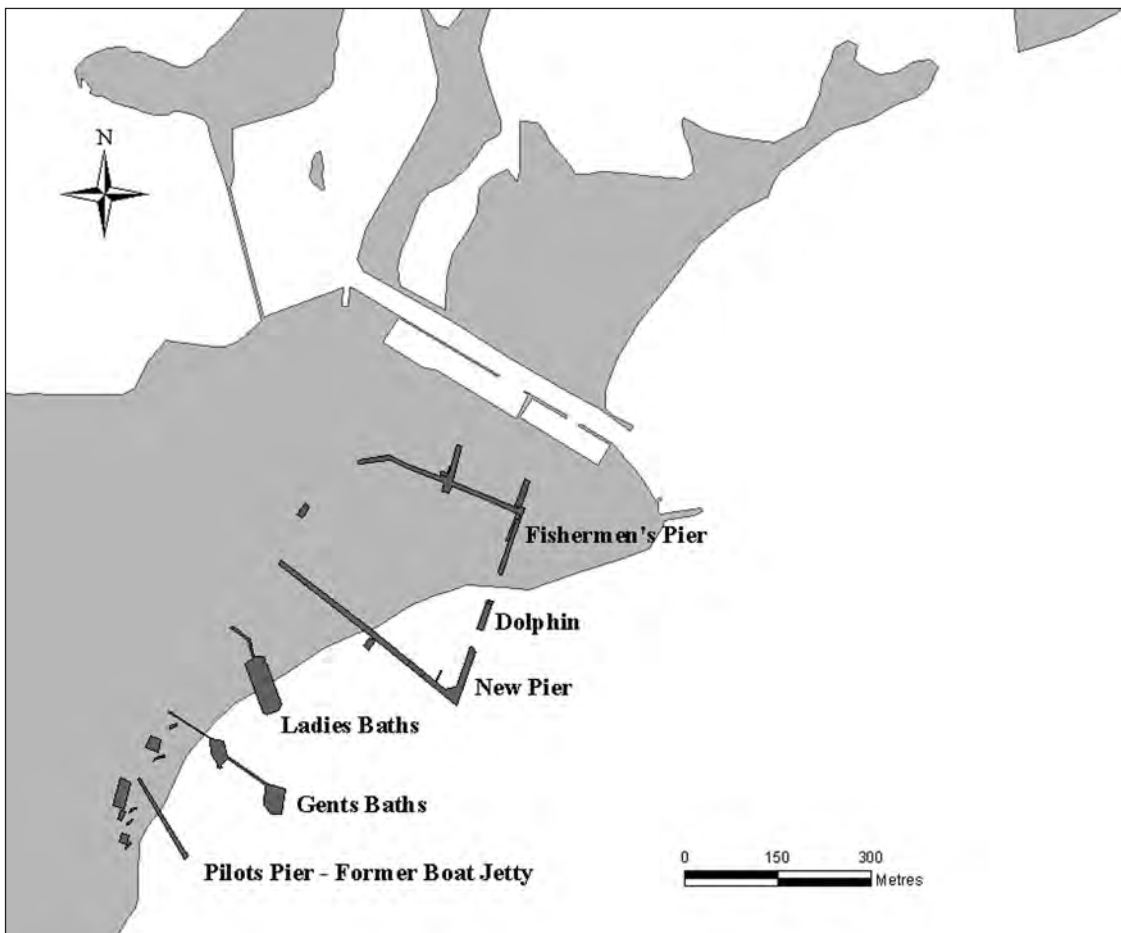 N
Fishermen's Pier
Dolphin
New Pier
Ladies Baths
Gents Baths
Pilots Pier - Former Boat Jetty
0 150 300
Metres